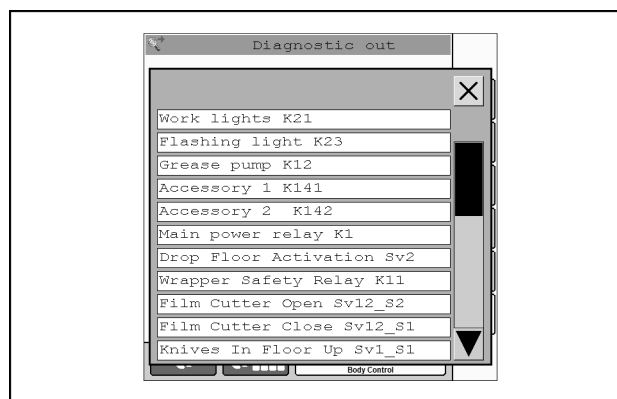 Diagnostic out
Work lights K21
Flashing light K23
Grease pump K12
Accessory 1 K141
Accessory 2  K142
Main power relay K1
Drop Floor Activation Sv2
Wrapper Safety Relay K11
Film Cutter Open Sv12_S2
Film Cutter Close Sv12_S1
Knives In Floor Up Sv1_S1
Body Control